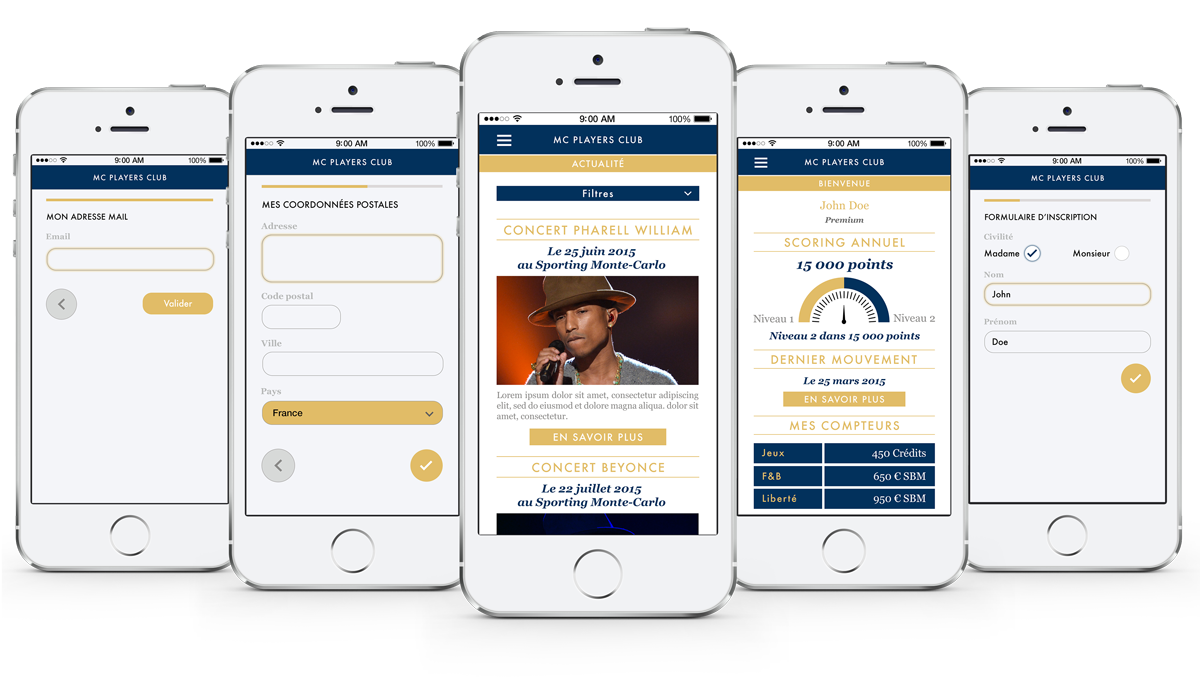 9:00 AM
100%
MC PLAYERS CLUB
MON ADRESSE MAIL
Email
Valider
9:00 AM
100%
MC PLAYERS CLUB
MES COORDONNÉES POSTALES
Adresse
Code postal
Ville
Pays
France
9:00 AM
100%
MC PLAYERS CLUB
ACTUALITÉ
Filtres
CONCERT PHARELL WILLIAM
Le 25 juin 2015
au Sporting Monte-Carlo
Lorem ipsum dolor sit amet, consectetur adipiscing
elit, sed do eiusmod et dolore magna aliqua. dolor sit
amet, consectetur.
EN SAVOIR PLUS
CONCERT BEYONCE
Le 22 juillet 2015
au Sporting Monte-Carlo
9:00 AM
100%
MC PLAYERS CLUB
BIENVENUE
John Doe
Premium
SCORING ANNUEL
15 000 points
Niveau 1
Niveau 2
Niveau 2 dans 15 000 points
DERNIER MOUVEMENT
Le 25 mars 2015
EN SAVOIR PLUS
MES COMPTEURS
Jeux 450 Crédits
F&B 650 € SBM
Liberté 950 € SBM
9:00 AM
100%
MC PLAYERS CLUB
FORMULAIRE D'INSCRIPTION
Civilité
Madame Monsieur
Nom
John
Prénom
Doe